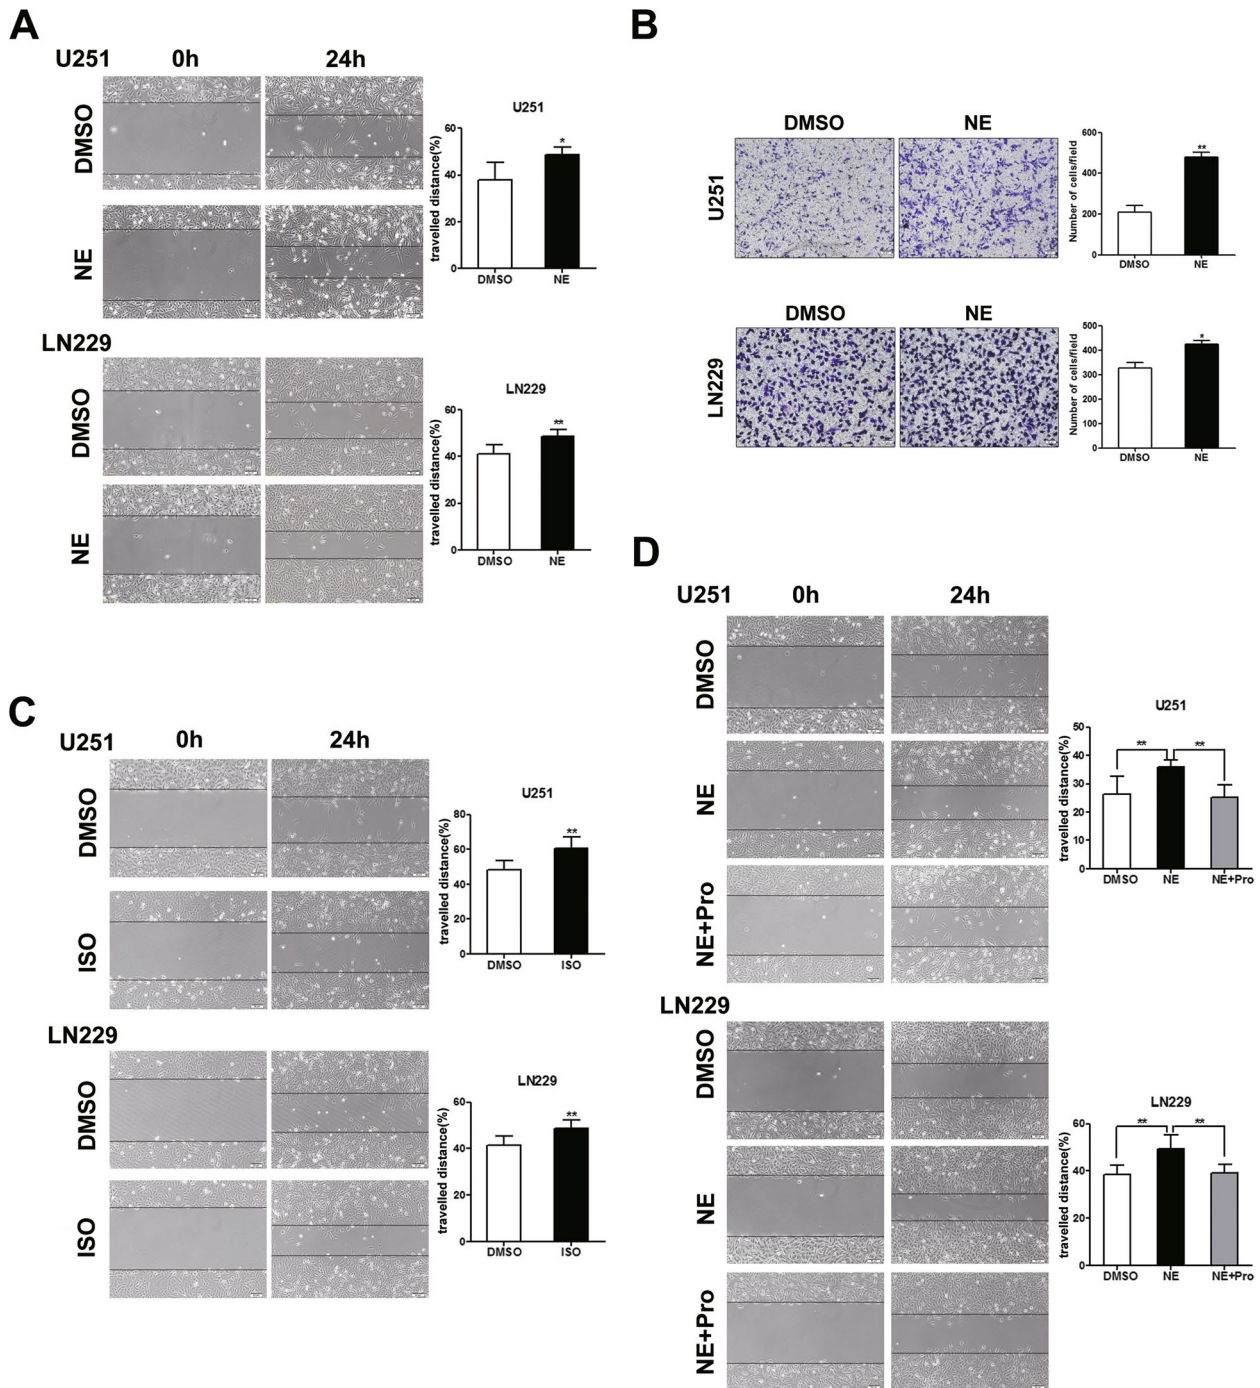 A
U251 0h 24h
DMSO
NE
U251
travelled distance(%)
60
40
20
0
*
DMSO NE
LN229
DMSO
NE
LN229
travelled distance(%)
60
40
20
0
**
DMSO NE
B
DMSO NE
U251
Number of cells/field
600
400
200
0
**
DMSO NE
DMSO NE
LN229
Number of cells/field
500
400
300
200
100
0
*
DMSO NE
C
U251 0h 24h
DMSO
ISO
U251
travelled distance(%)
80
60
40
20
0
**
DMSO ISO
LN229
DMSO
ISO
LN229
travelled distance(%)
60
40
20
0
**
DMSO ISO
D
U251 0h 24h
DMSO
NE
NE+Pro
U251
travelled distance(%)
50
40
30
20
10
0
** **
DMSO NE NE+Pro
LN229
DMSO
NE
NE+Pro
LN229
travelled distance(%)
60
40
20
0
** **
DMSO NE NE+Pro